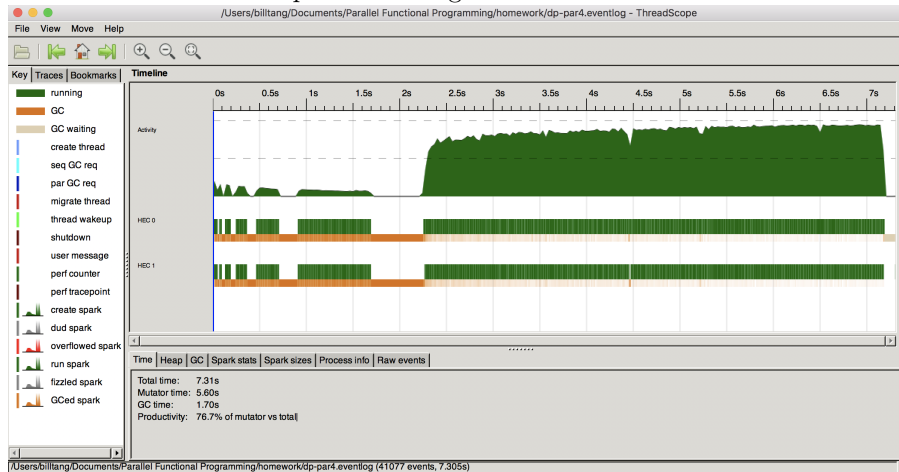 /Users/billtang/Documents/Parallel Functional Programming/homework/dp-par4.eventlog - ThreadScope
File View Move Help
Key Traces Bookmarks
running
GC
GC waiting
create thread
seq GC req
par GC req
migrate thread
thread wakeup
shutdown
user message
perf counter
perf tracepoint
create spark
dud spark
overflowed spark
run spark
fizzled spark
GCed spark
Timeline
0s 0.5s 1s 1.5s 2s 2.5s 3s 3.5s 4s 4.5s 5s 5.5s 6s 6.5s 7s
Activity
HEC 0
HEC 1
Time Heap GC Spark stats Spark sizes Process info Raw events
Total time: 7.31s
Mutator time: 5.60s
GC time: 1.70s
Productivity: 76.7% of mutator vs total
/Users/billtang/Documents/Parallel Functional Programming/homework/dp-par4.eventlog (41077 events, 7.305s)